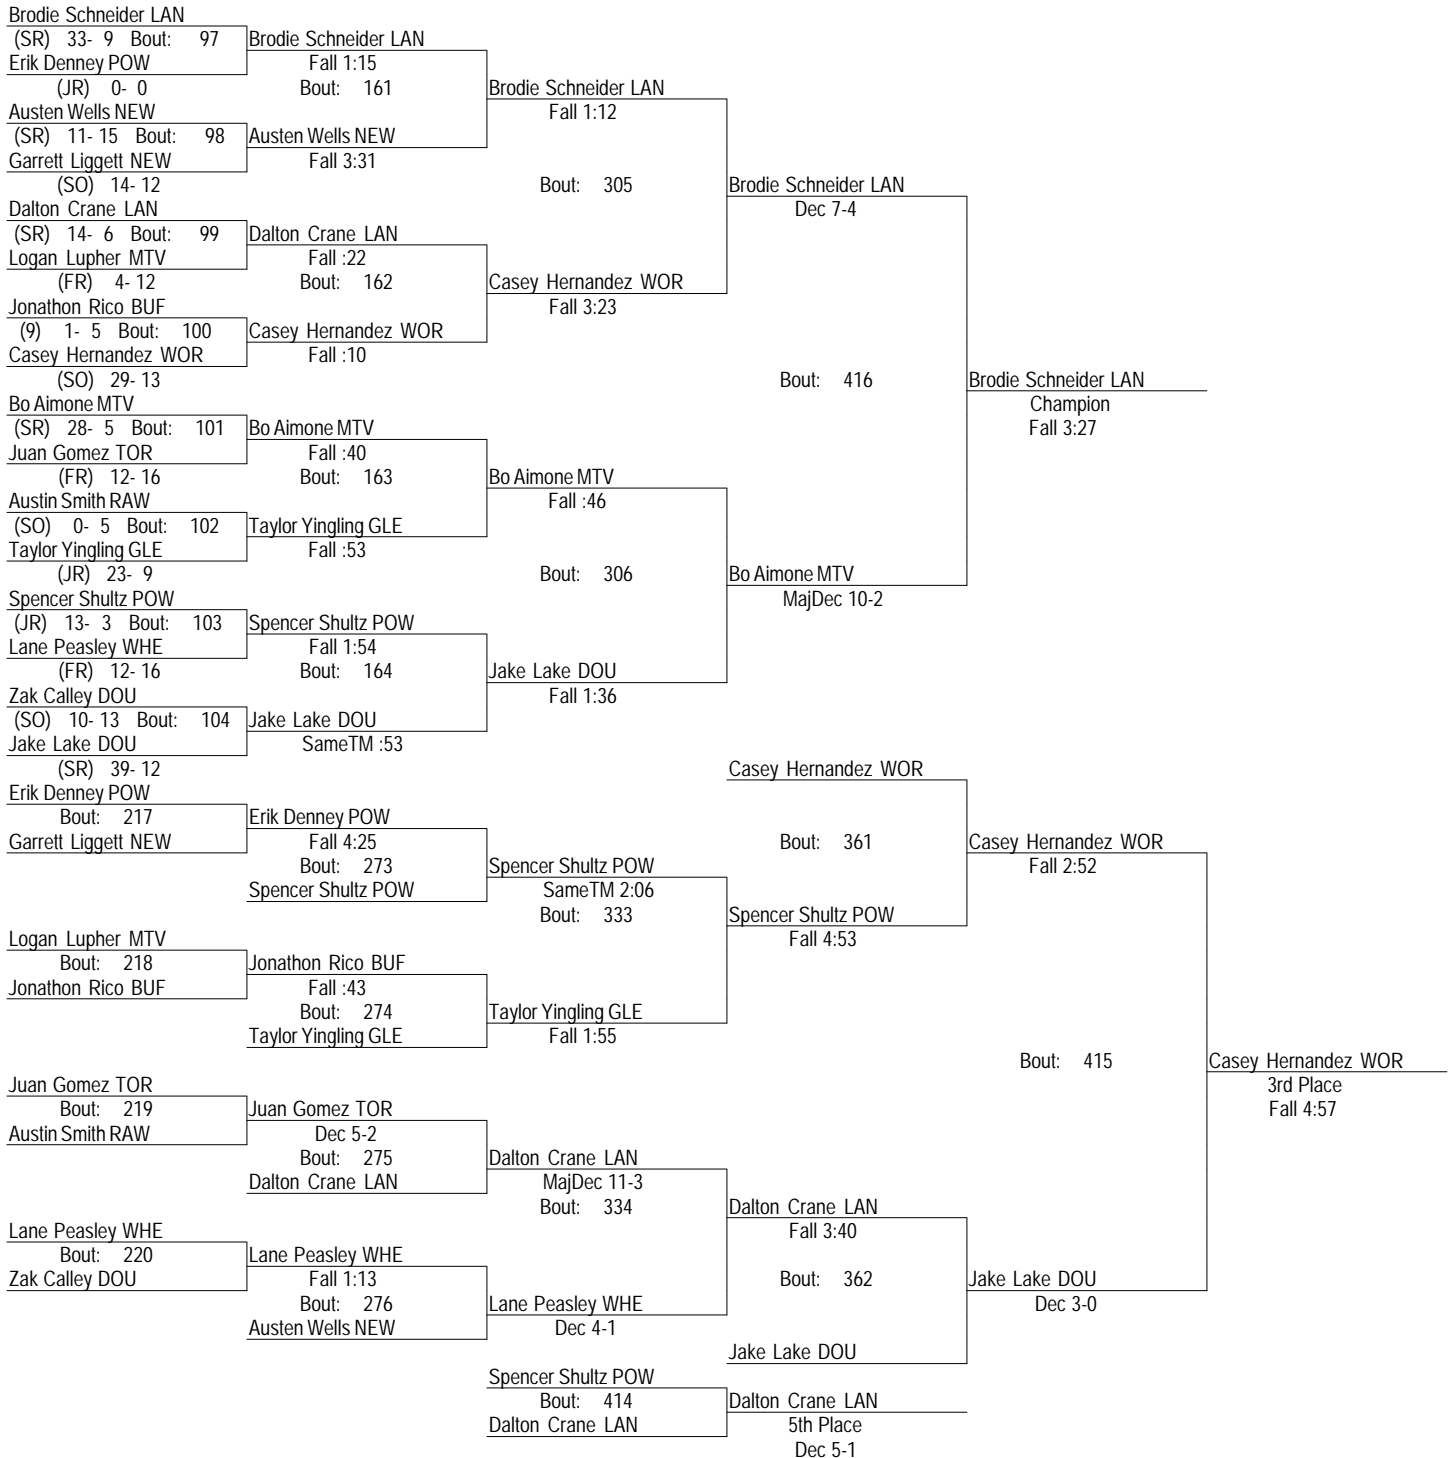 Brodie Schneider LAN
(SR) 33- 9 Bout: 97 Brodie Schneider LAN
Erik Denney POW Fall 1:15
(JR) 0- 0 Bout: 161 Brodie Schneider LAN
Austen Wells NEW Fall 1:12
(SR) 11- 15 Bout: 98 Austen Wells NEW
Garrett Liggett NEW Fall 3:31
(SO) 14- 12 Bout: 305 Brodie Schneider LAN
Dalton Crane LAN Dec 7-4
(SR) 14- 6 Bout: 99 Dalton Crane LAN
Logan Lupher MTV Fall :22
(FR) 4- 12 Bout: 162 Casey Hernandez WOR
Jonathon Rico BUF Fall 3:23
(9) 1- 5 Bout: 100 Casey Hernandez WOR
Casey Hernandez WOR Fall :10
(SO) 29- 13 Bout: 416 Brodie Schneider LAN
Bo Aimone MTV Champion
(SR) 28- 5 Bout: 101 Bo Aimone MTV Fall 3:27
Juan Gomez TOR Fall :40
(FR) 12- 16 Bout: 163 Bo Aimone MTV
Austin Smith RAW Fall :46
(SO) 0- 5 Bout: 102 Taylor Yingling GLE
Taylor Yingling GLE Fall :53
(JR) 23- 9 Bout: 306 Bo Aimone MTV
Spencer Shultz POW MajDec 10-2
(JR) 13- 3 Bout: 103 Spencer Shultz POW
Lane Peasley WHE Fall 1:54
(FR) 12- 16 Bout: 164 Jake Lake DOU
Zak Calley DOU Fall 1:36
(SO) 10- 13 Bout: 104 Jake Lake DOU
Jake Lake DOU SameTM :53
(SR) 39- 12 Casey Hernandez WOR
Erik Denney POW
Bout: 217 Erik Denney POW
Garrett Liggett NEW Fall 4:25 Bout: 361 Casey Hernandez WOR
Bout: 273 Spencer Shultz POW Fall 2:52
Spencer Shultz POW SameTM 2:06
Bout: 333 Spencer Shultz POW
Logan Lupher MTV Fall 4:53
Bout: 218 Jonathon Rico BUF
Jonathon Rico BUF Fall :43
Bout: 274 Taylor Yingling GLE
Taylor Yingling GLE Fall 1:55
Bout: 415 Casey Hernandez WOR
Juan Gomez TOR 3rd Place
Bout: 219 Juan Gomez TOR Fall 4:57
Austin Smith RAW Dec 5-2
Bout: 275 Dalton Crane LAN
Dalton Crane LAN MajDec 11-3
Bout: 334 Dalton Crane LAN
Lane Peasley WHE Fall 3:40
Bout: 220 Lane Peasley WHE
Zak Calley DOU Fall 1:13 Bout: 362 Jake Lake DOU
Bout: 276 Lane Peasley WHE Dec 3-0
Austen Wells NEW Dec 4-1
Jake Lake DOU
Spencer Shultz POW
Bout: 414 Dalton Crane LAN
Dalton Crane LAN 5th Place
Dec 5-1